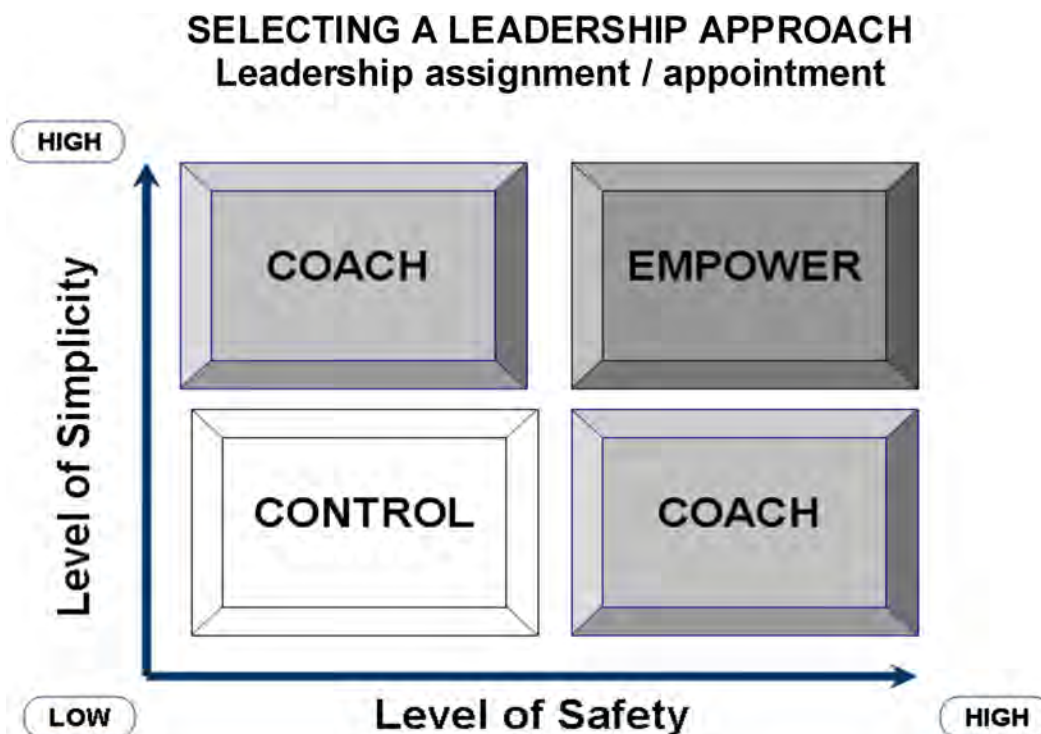 SELECTING A LEADERSHIP APPROACH
Leadership assignment / appointment
HIGH
Level of Simplicity
COACH
EMPOWER
CONTROL
COACH
LOW
Level of Safety
HIGH